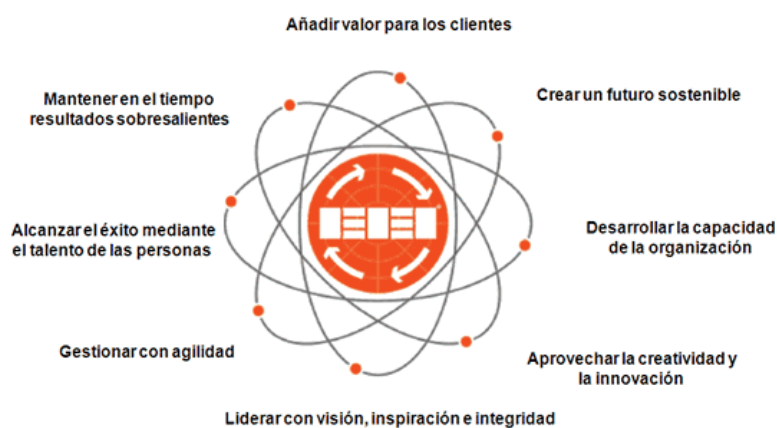 Añadir valor para los clientes
Crear un futuro sostenible
Desarrollar la capacidad
de la organización
Aprovechar la creatividad y
la innovación
Liderar con visión, inspiración e integridad
Gestionar con agilidad
Alcanzar el éxito mediante
el talento de las personas
Mantener en el tiempo
resultados sobresalientes